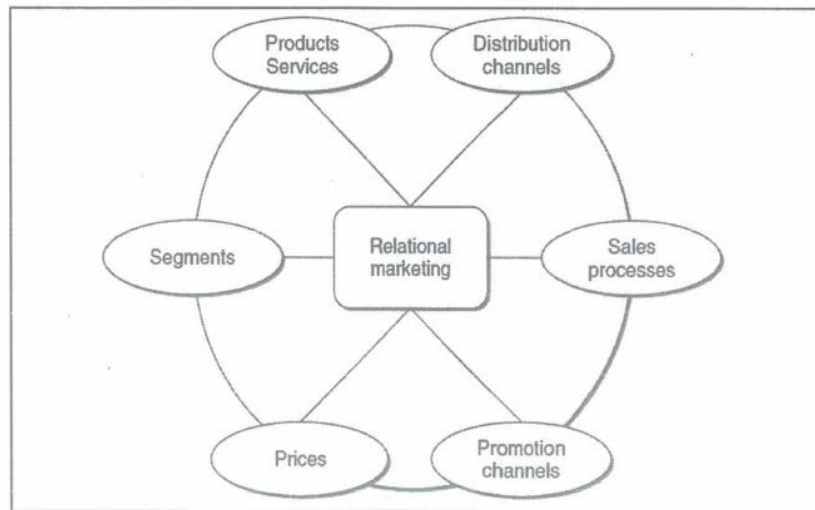 Products
Services
Distribution
channels
Segments
Relational
marketing
Sales
processes
Prices
Promotion
channels